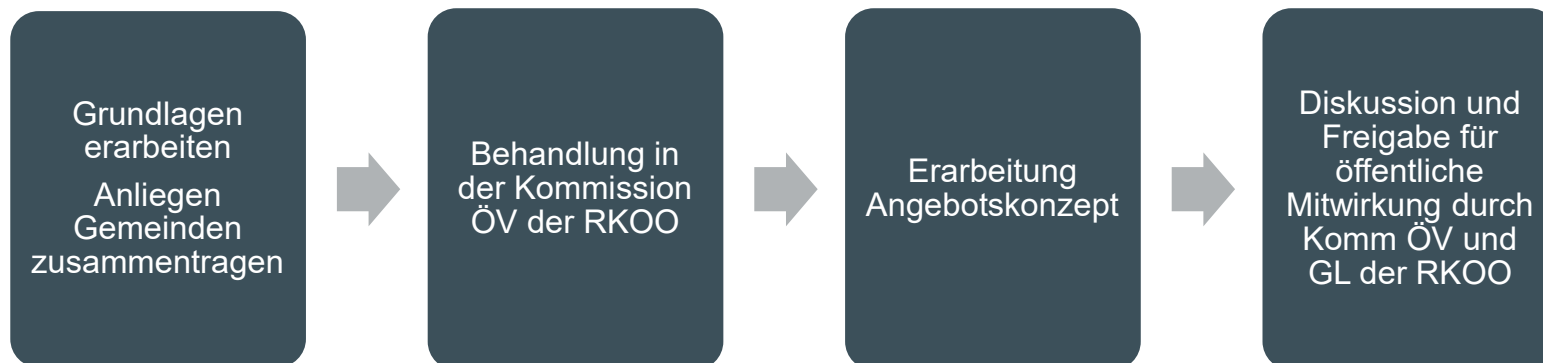 Grundlagen
erarbeiten
Anliegen
Gemeinden
zusammentragen
Behandlung in
der Kommission
ÖV der RKOO
Erarbeitung
Angebotskonzept
Diskussion und
Freigabe für
öffentliche
Mitwirkung durch
Komm ÖV und
GL der RKOO